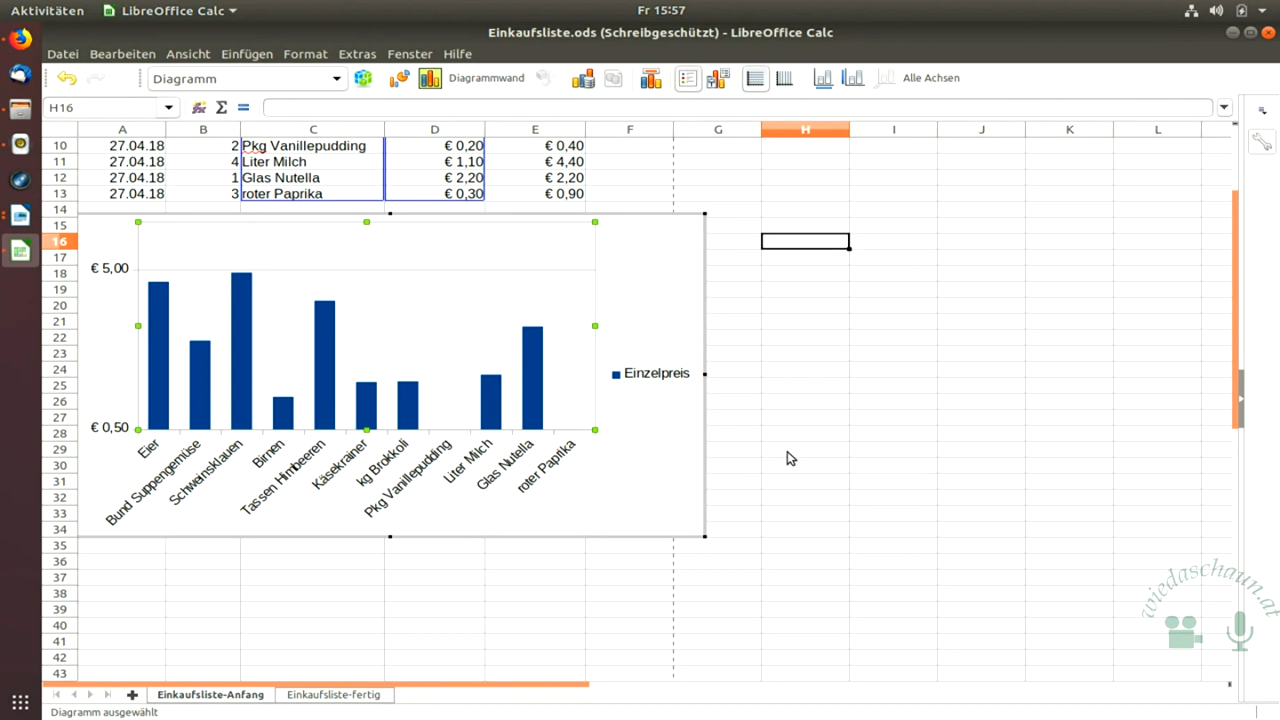 Aktivitäten LibreOffice Calc Fr 15:57
Einkaufsliste.ods (Schreibgeschützt) - LibreOffice Calc
Datei Bearbeiten Ansicht Einfügen Format Extras Fenster Hilfe
Diagramm Diagrammwand Alle Achsen
H16
A B C D E F G H I J K L
10 27.04.18 2 Pkg Vanillepudding € 0,20 € 0,40
11 27.04.18 4 Liter Milch € 1,10 € 4,40
12 27.04.18 1 Glas Nutella € 2,20 € 2,20
13 27.04.18 3 roter Paprika € 0,30 € 0,90
14
15
16
17
18
19
20
21
22
23
24
25
26
27
28
29
30
31
32
33
34
35
36
37
38
39
40
41
42
43
€ 5,00
€ 0,50
Einzelpreis
Eier
Bund Suppengemüse
Schweinsklauen
Birnen
Tassen Himbeeren
Käsekrainer
kg Brokkoli
Pkg Vanillepudding
Liter Milch
Glas Nutella
roter Paprika
wiedaschaun.at
Einkaufsliste-Anfang Einkaufsliste-fertig
Diagramm ausgewählt